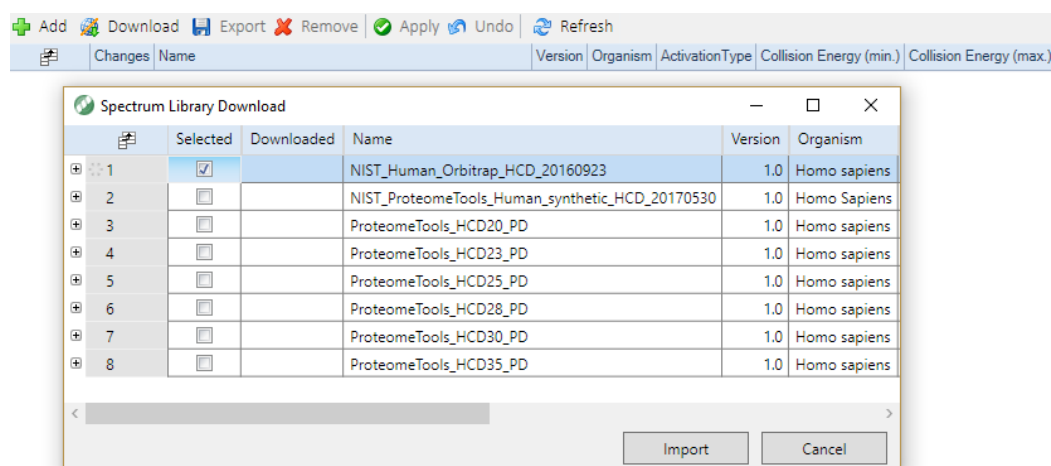 Add Download Export Remove Apply Undo Refresh
Changes Name Version Organism ActivationType Collision Energy (min.) Collision Energy (max.)
Spectrum Library Download
Selected Downloaded Name Version Organism
1 NIST_Human_Orbitrap_HCD_20160923 1.0 Homo sapiens
2 NIST_ProteomeTools_Human_synthetic_HCD_20170530 1.0 Homo Sapiens
3 ProteomeTools_HCD20_PD 1.0 Homo sapiens
4 ProteomeTools_HCD23_PD 1.0 Homo sapiens
5 ProteomeTools_HCD25_PD 1.0 Homo sapiens
6 ProteomeTools_HCD28_PD 1.0 Homo sapiens
7 ProteomeTools_HCD30_PD 1.0 Homo sapiens
8 ProteomeTools_HCD35_PD 1.0 Homo sapiens
Import Cancel